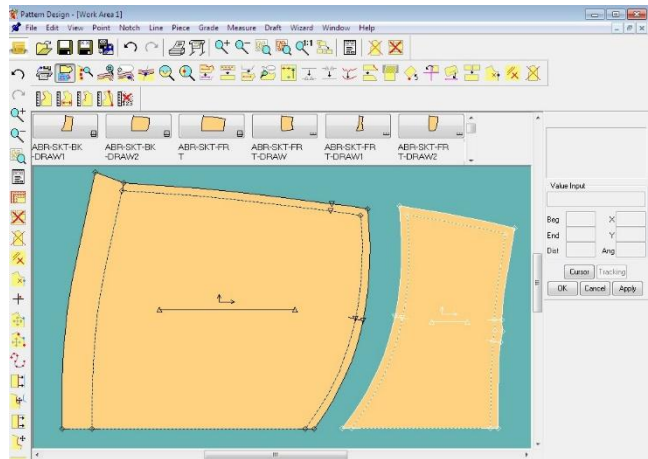 Pattern Design - [Work Area 1]
File Edit View Point Notch Line Piece Grade Measure Draft Wizard Window Help
ABR-SKT-BK
-DRAW1
ABR-SKT-BK
-DRAW2
ABR-SKT-FR
T
ABR-SKT-FR
T-DRAW
ABR-SKT-FR
T-DRAW1
ABR-SKT-FR
T-DRAW2
Value Input
Beg X
End Y
Dist Ang
Cursor Tracking
OK Cancel Apply